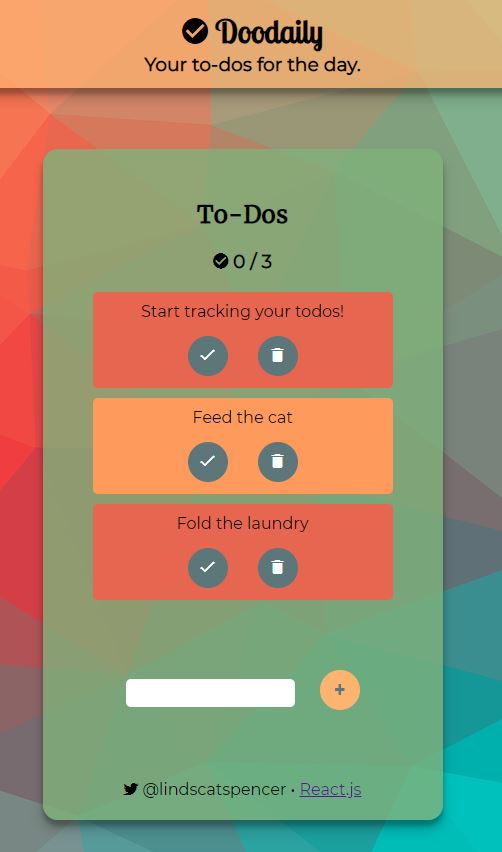 Doodaily
Your to-dos for the day.
To-Dos
0 / 3
Start tracking your todos!
Feed the cat
Fold the laundry
+
@lindscatspencer • React.js